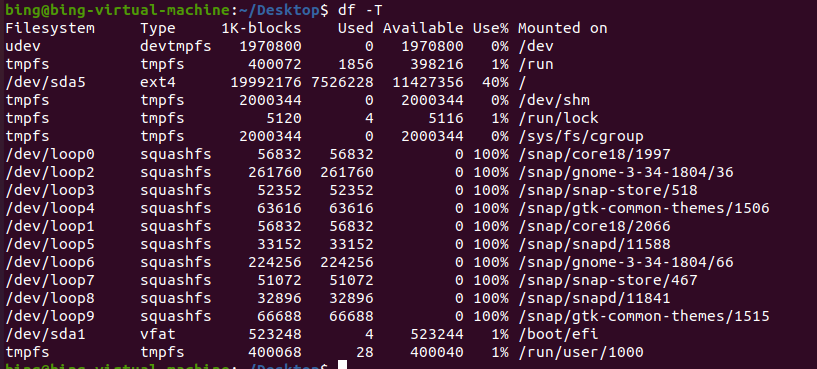 bing@bing-virtual-machine:~/Desktop$ df -T
Filesystem     Type     1K-blocks    Used Available Use% Mounted on
udev           devtmpfs   1970800       0   1970800   0% /dev
tmpfs          tmpfs       400072    1856    398216   1% /run
/dev/sda5      ext4      19992176 7526228  11427356  40% /
tmpfs          tmpfs      2000344       0   2000344   0% /dev/shm
tmpfs          tmpfs         5120       4      5116   1% /run/lock
tmpfs          tmpfs      2000344       0   2000344   0% /sys/fs/cgroup
/dev/loop0     squashfs     56832   56832         0 100% /snap/core18/1997
/dev/loop2     squashfs    261760  261760         0 100% /snap/gnome-3-34-1804/36
/dev/loop3     squashfs     52352   52352         0 100% /snap/snap-store/518
/dev/loop4     squashfs     63616   63616         0 100% /snap/gtk-common-themes/1506
/dev/loop1     squashfs     56832   56832         0 100% /snap/core18/2066
/dev/loop5     squashfs     33152   33152         0 100% /snap/snapd/11588
/dev/loop6     squashfs    224256  224256         0 100% /snap/gnome-3-34-1804/66
/dev/loop7     squashfs     51072   51072         0 100% /snap/snap-store/467
/dev/loop8     squashfs     32896   32896         0 100% /snap/snapd/11841
/dev/loop9     squashfs     66688   66688         0 100% /snap/gtk-common-themes/1515
/dev/sda1      vfat        523248       4    523244   1% /boot/efi
tmpfs          tmpfs       400068      28    400040   1% /run/user/1000
bing@bing-virtual-machine:~/Desktop$